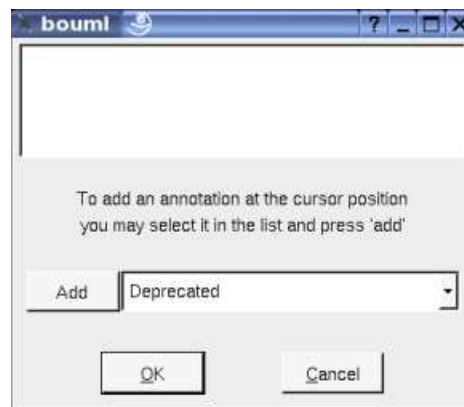 bouml
To add an annotation at the cursor position
you may select it in the list and press 'add'
Add Deprecated
OK Cancel